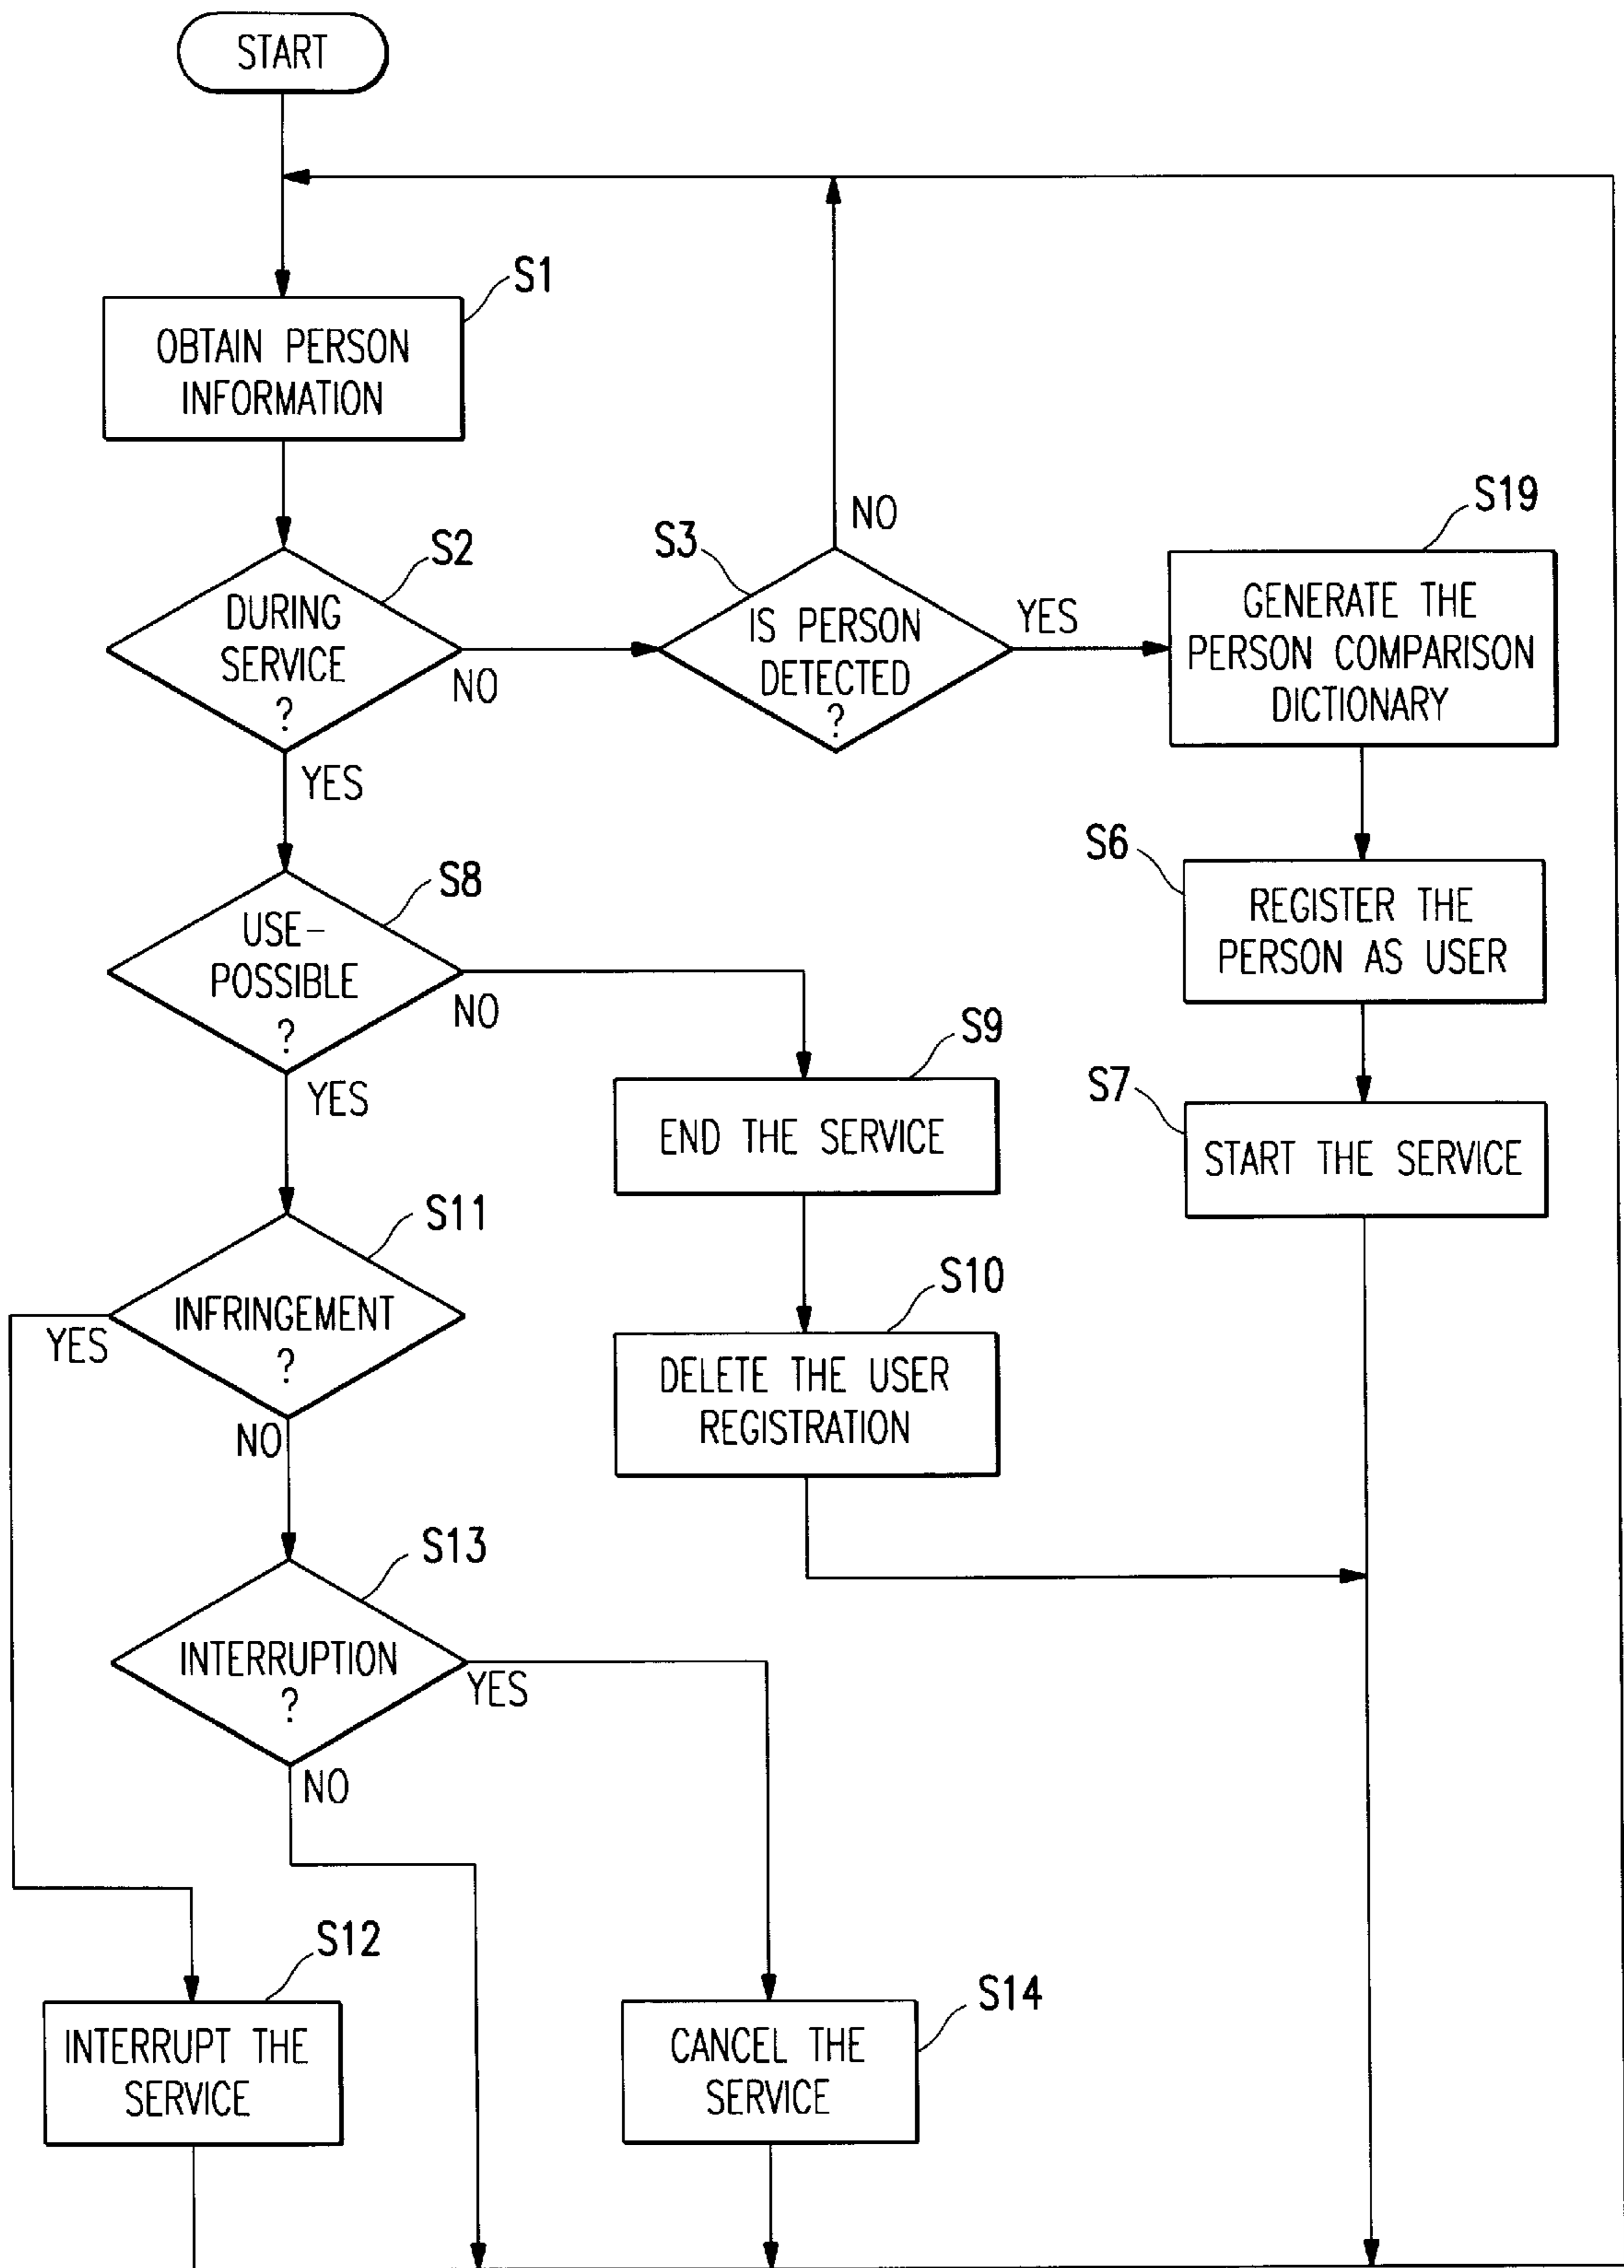 START
S1
OBTAIN PERSON
INFORMATION
S2
DURING
SERVICE
?
NO
YES
S3
IS PERSON
DETECTED
?
NO
YES
S19
GENERATE THE
PERSON COMPARISON
DICTIONARY
S6
REGISTER THE
PERSON AS USER
S7
START THE SERVICE
S8
USE-
POSSIBLE
?
NO
YES
S9
END THE SERVICE
S10
DELETE THE USER
REGISTRATION
S11
INFRINGEMENT
?
YES
NO
S13
INTERRUPTION
?
YES
NO
S12
INTERRUPT THE
SERVICE
S14
CANCEL THE
SERVICE